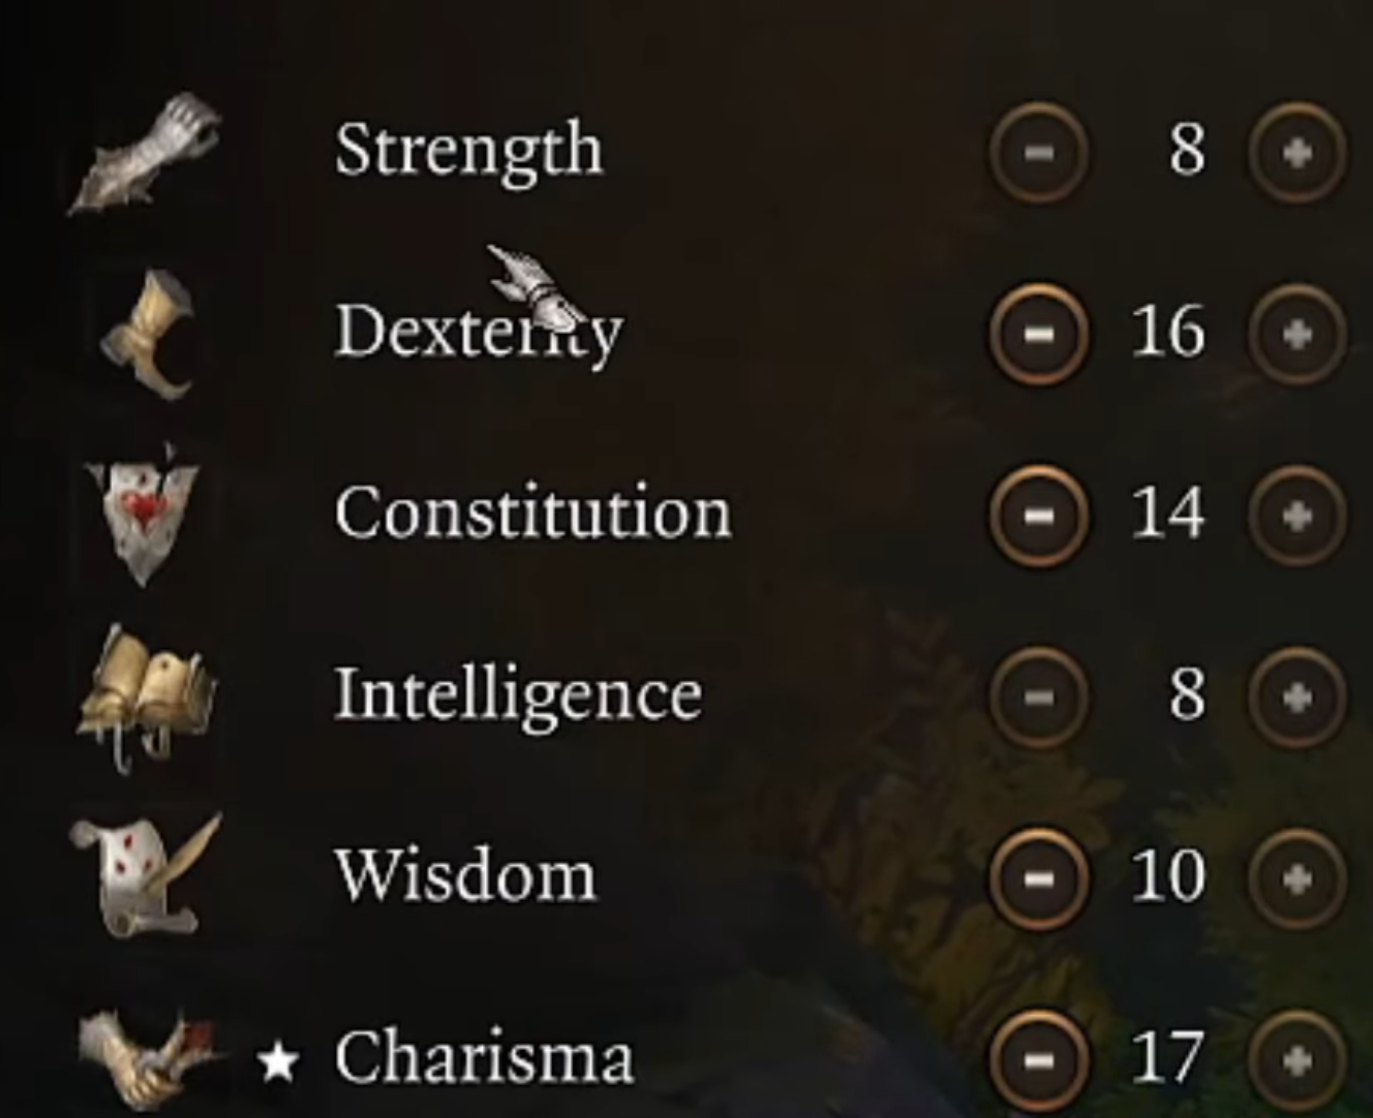 Strength 8
Dexterity 16
Constitution 14
Intelligence 8
Wisdom 10
Charisma 17